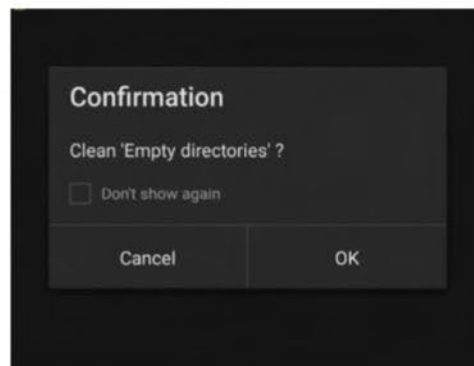 Confirmation
Clean 'Empty directories' ?
Don't show again
Cancel
OK